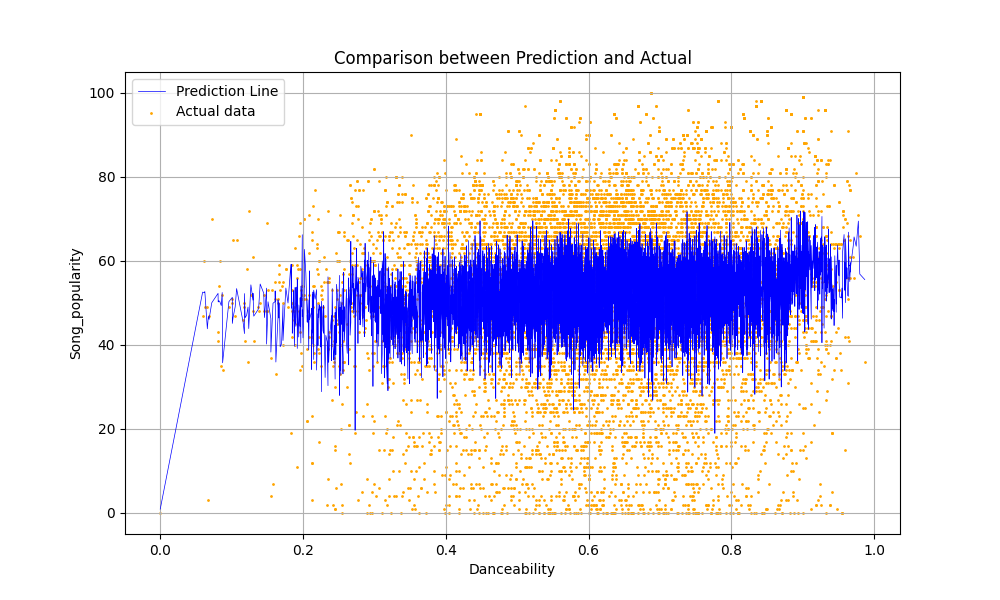 Comparison between Prediction and Actual
Prediction Line
Actual data
100
80
60
40
20
0
Song_popularity
0.0 0.2 0.4 0.6 0.8 1.0
Danceability